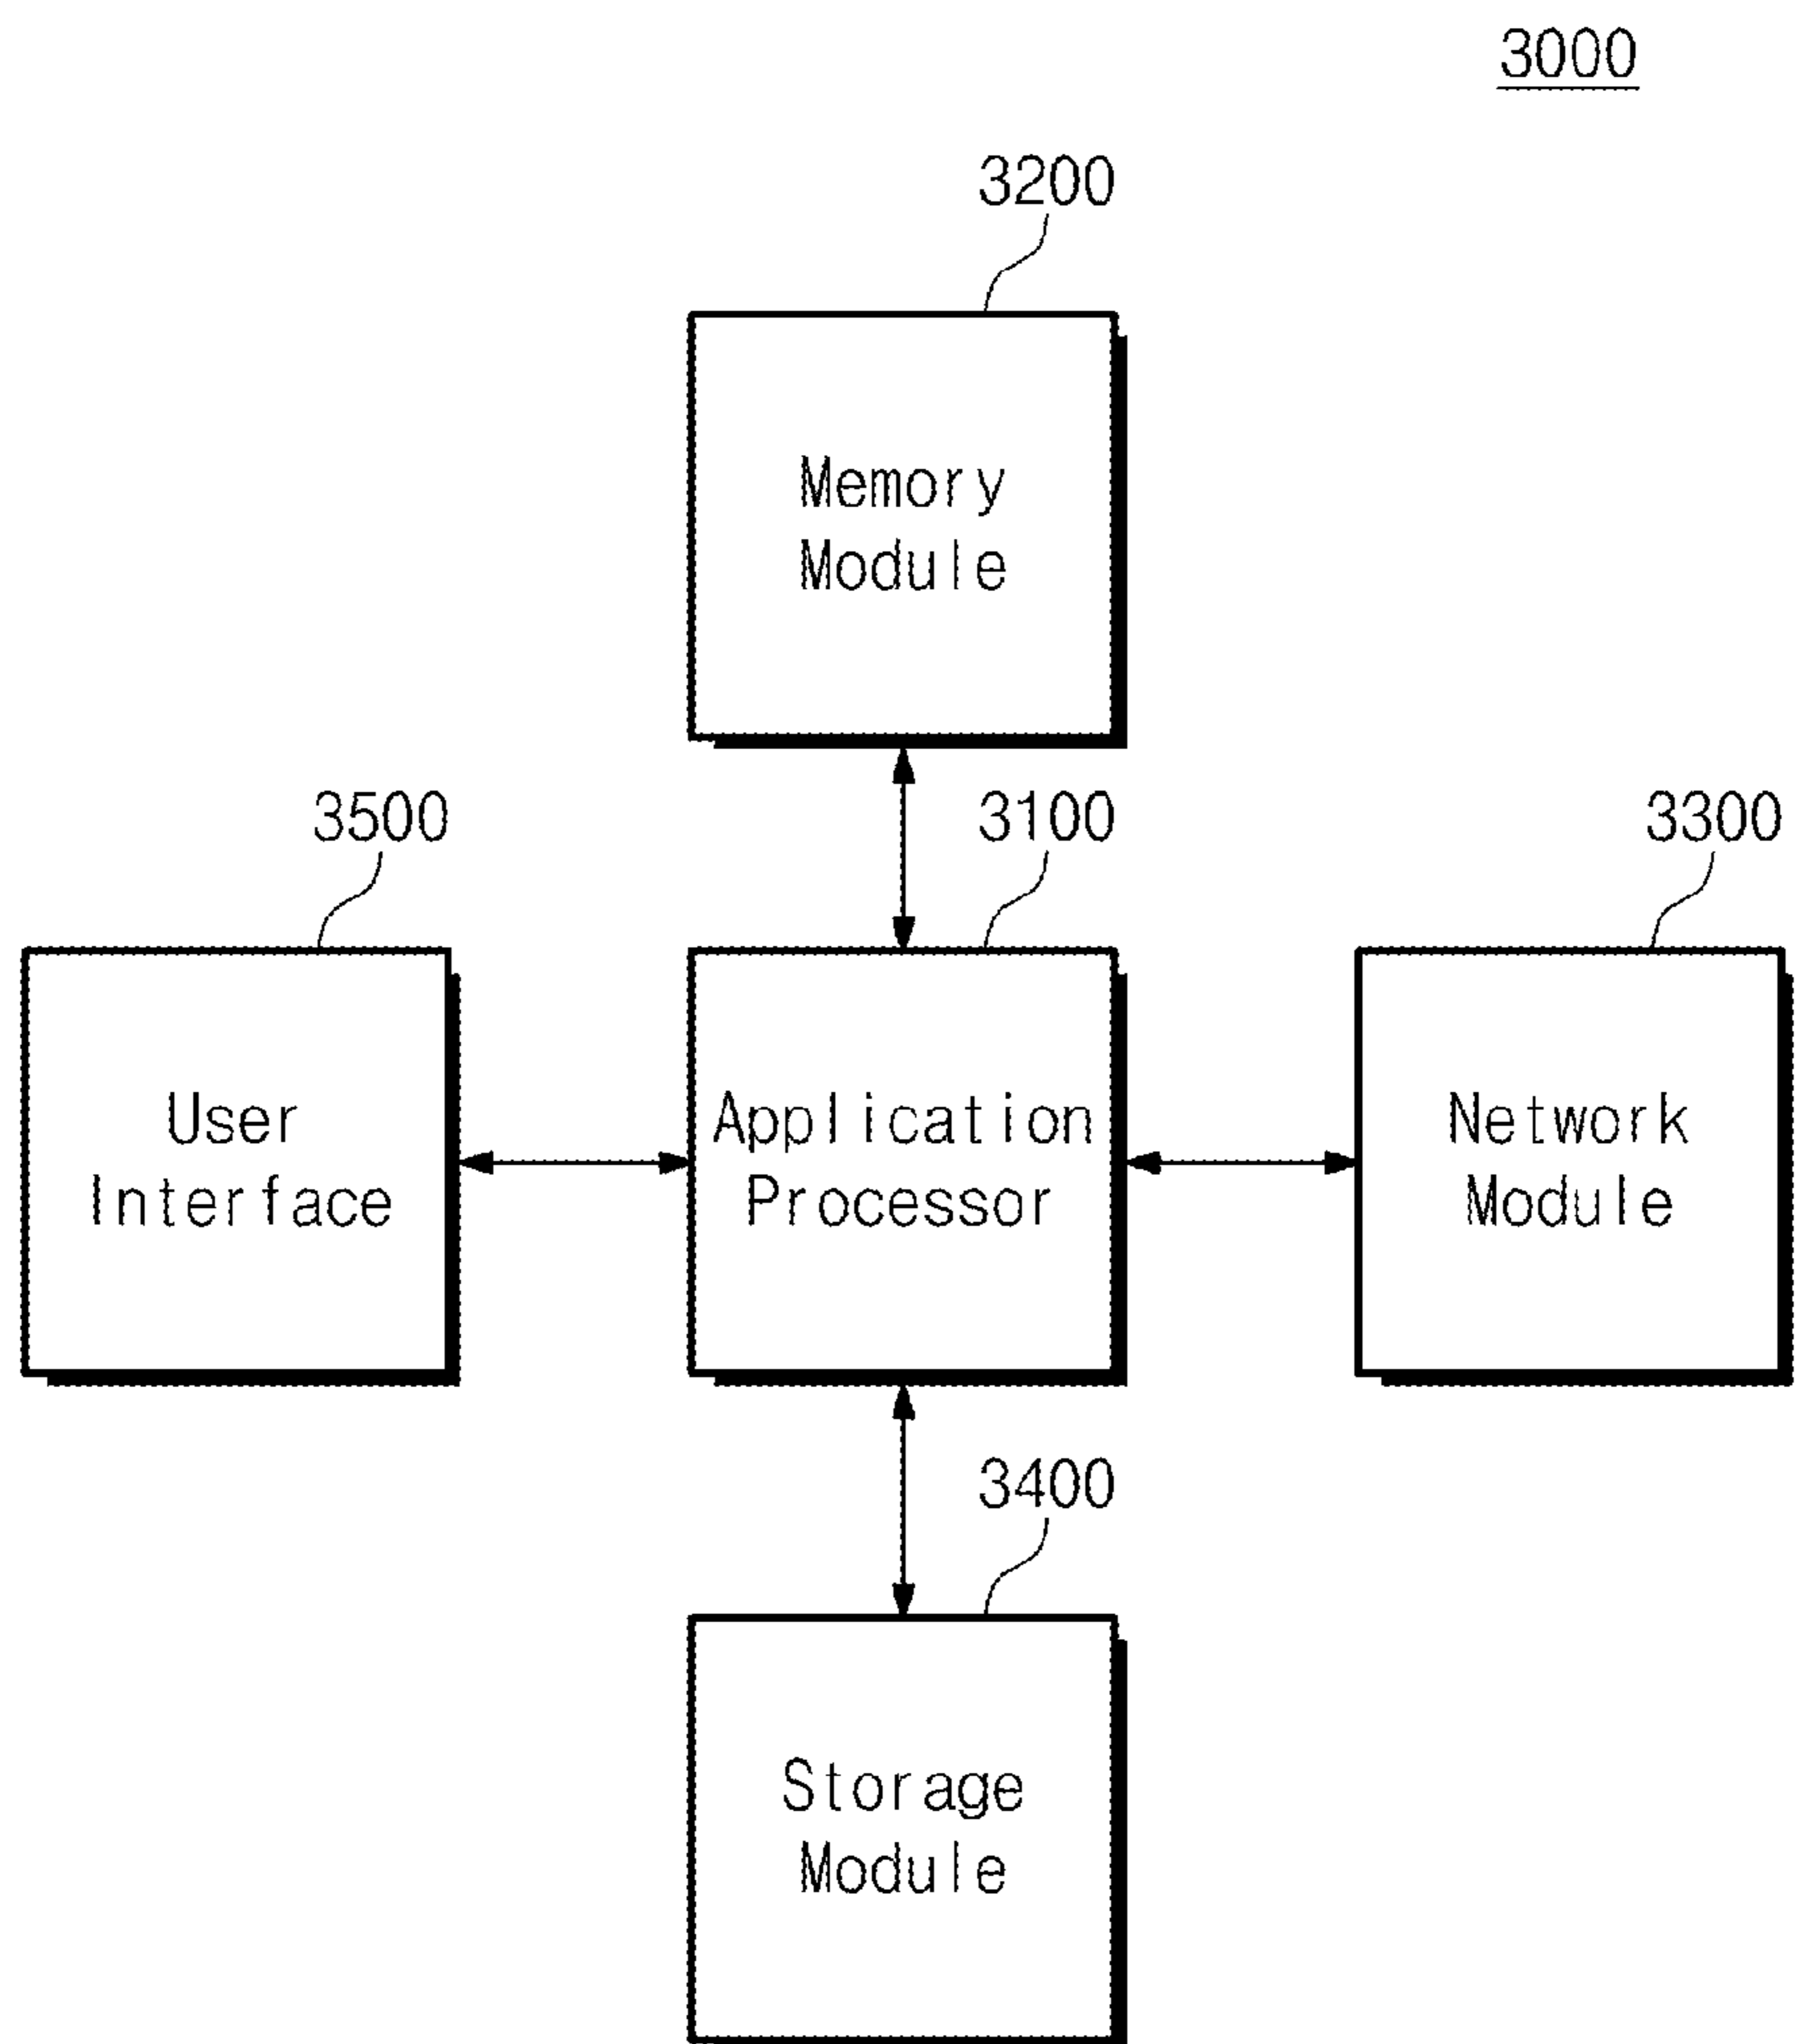 3000
3200
Memory
Module
3500
3100
3300
User
Interface
Application
Processor
Network
Module
3400
Storage
Module